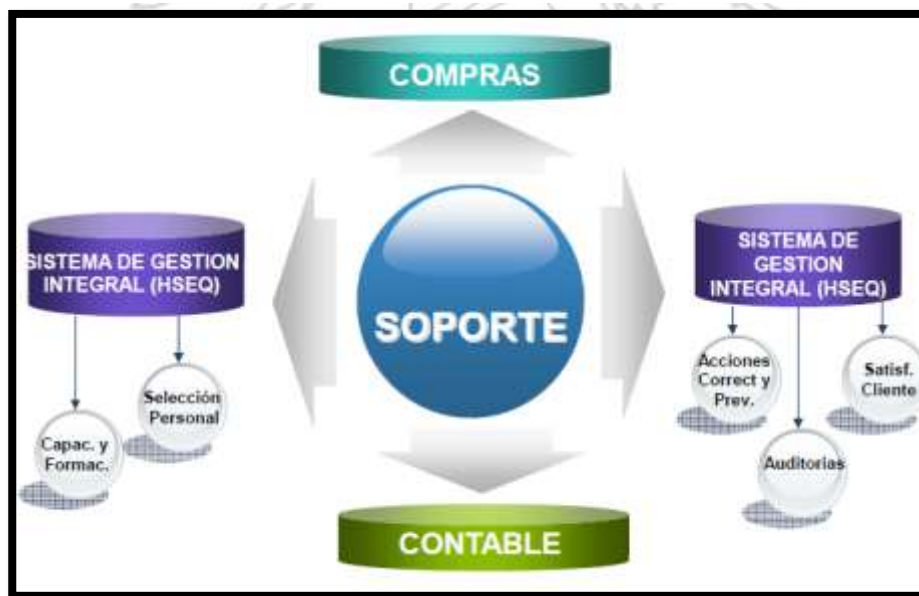 COMPRAS
SISTEMA DE GESTION
INTEGRAL (HSEQ)
SOPORTE
SISTEMA DE
GESTION
INTEGRAL (HSEQ)
Selección
Personal
Capac. y
Formac.
Acciones
Correct y
Prev.
Satisf.
Cliente
Auditorias
CONTABLE